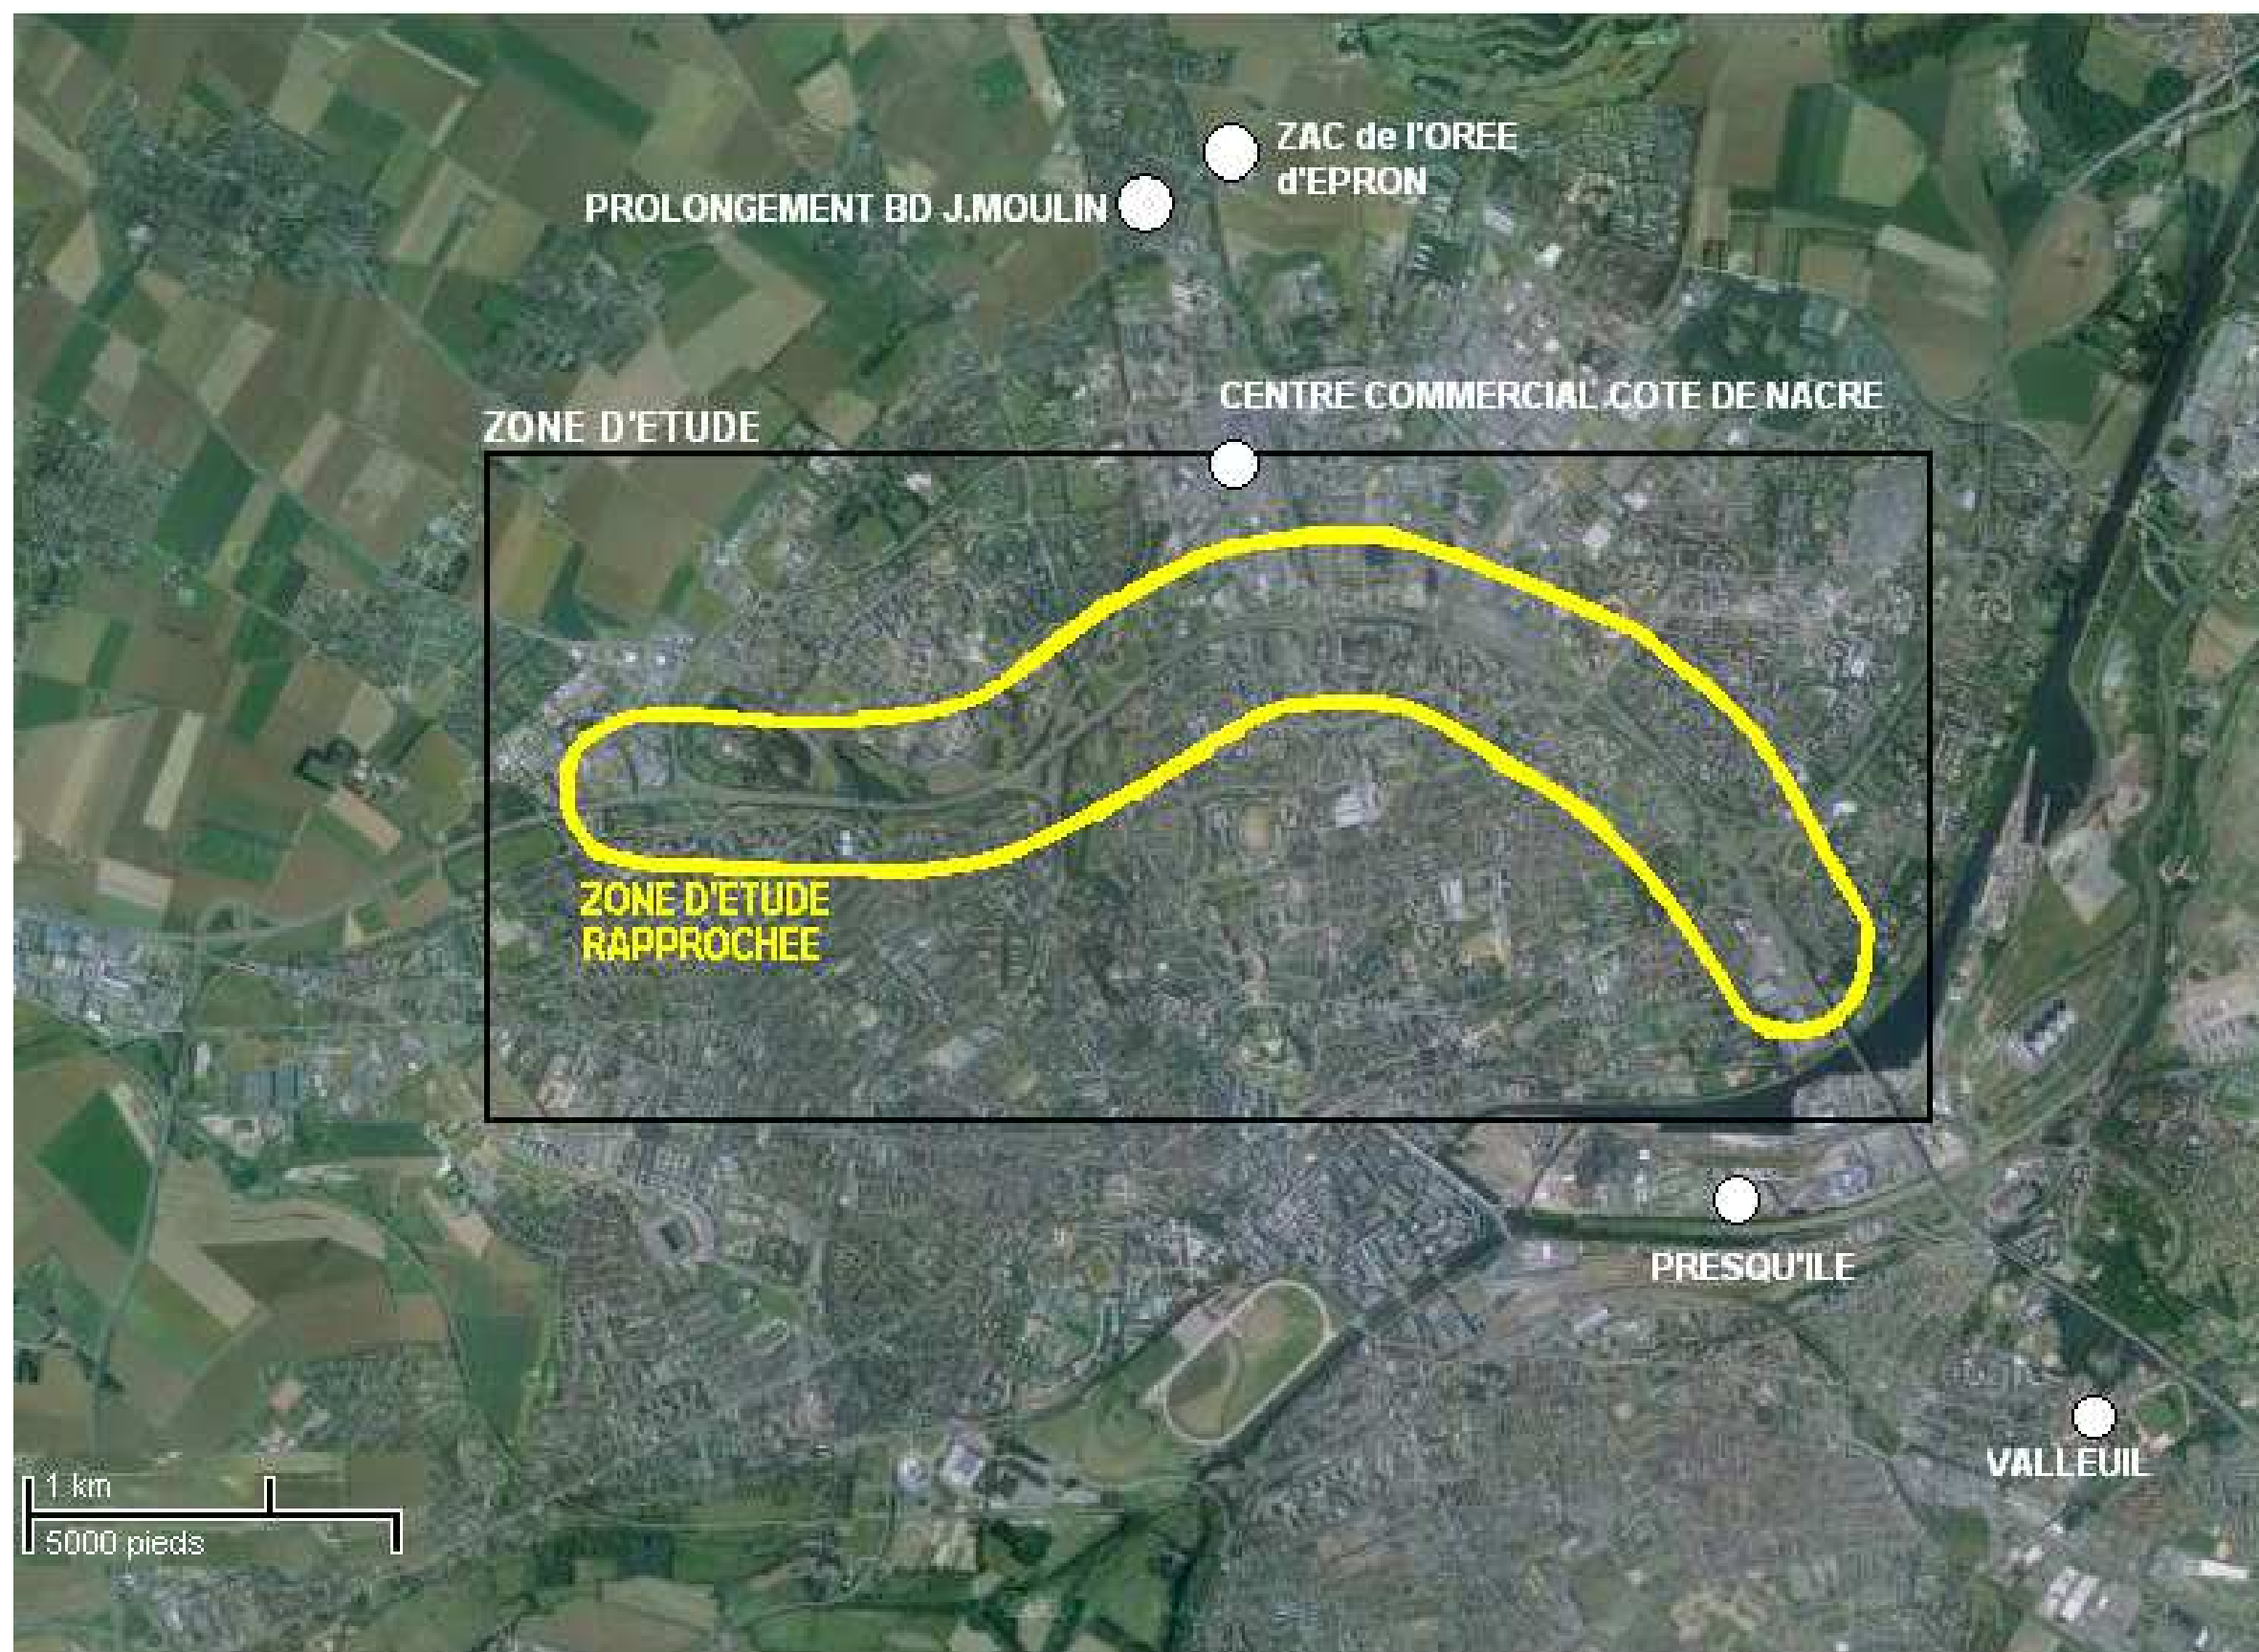 ZAC de l'OREE
d'EPRON
PROLONGEMENT BD J.MOULIN
CENTRE COMMERCIAL COTE DE NACRE
ZONE D'ETUDE
ZONE D'ETUDE
RAPPROCHEE
PRESQU'ILE
VALLEUIL
1 km
5000 pieds